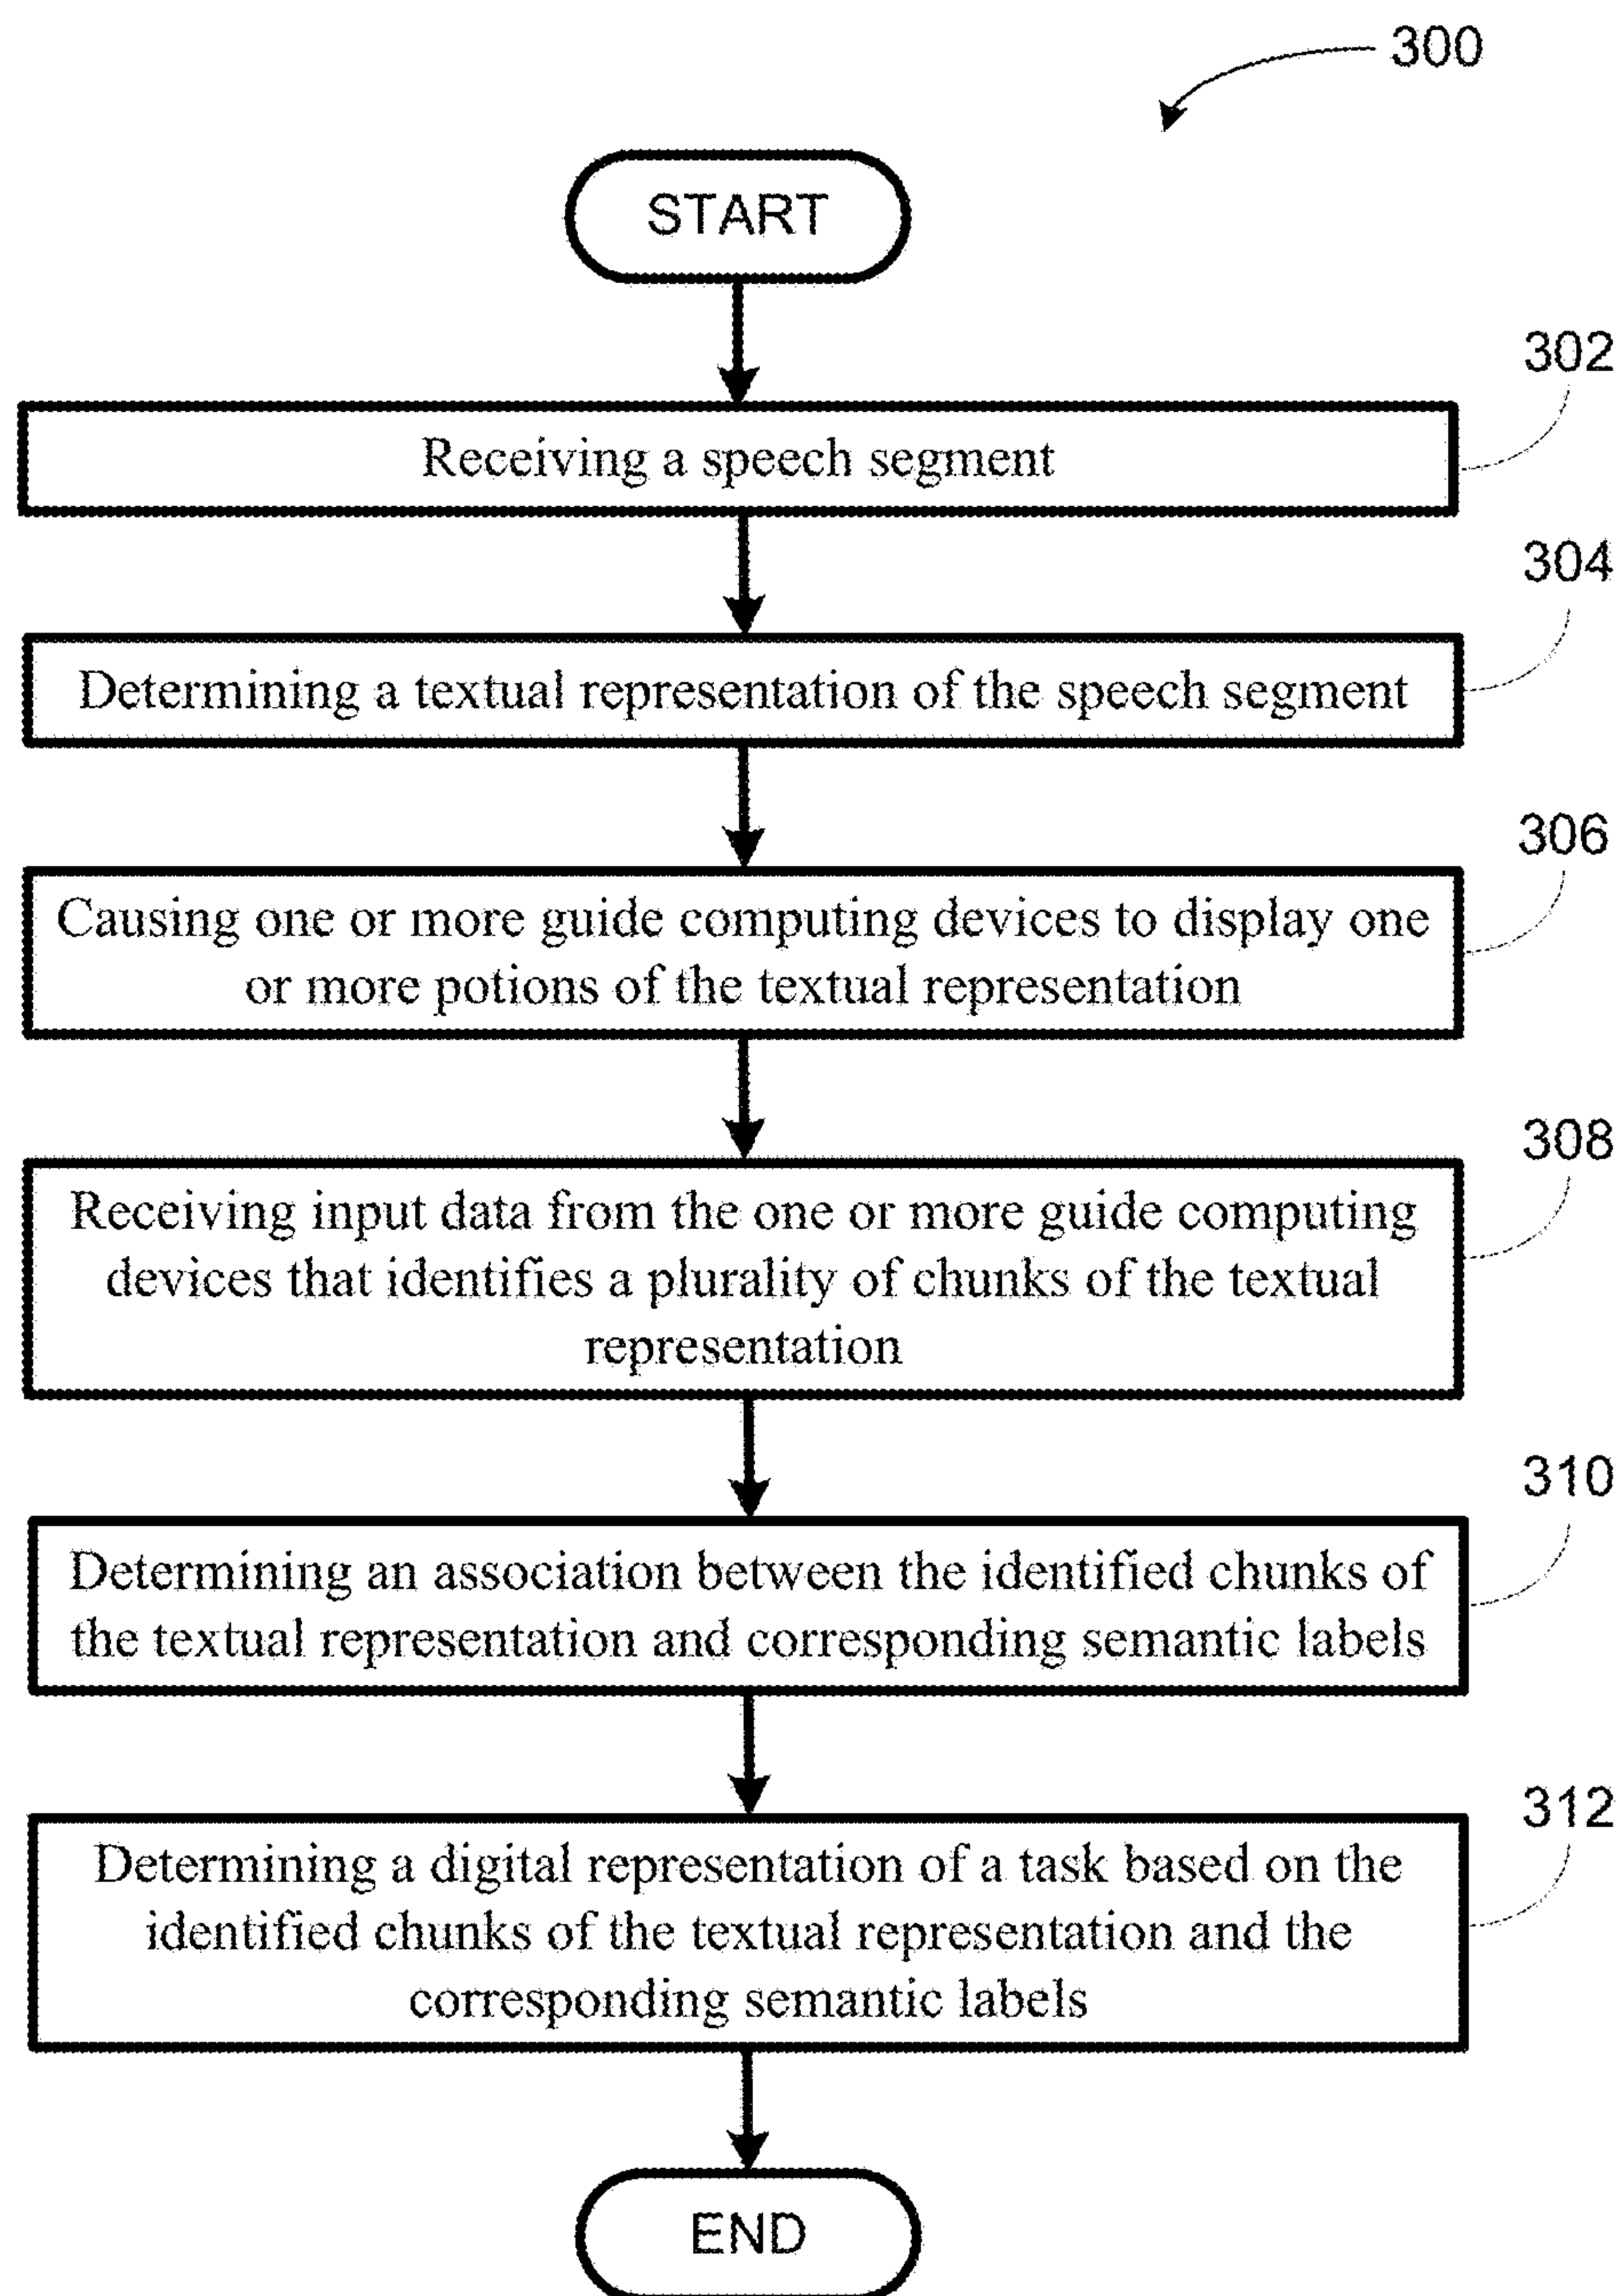 300
START
302
Receiving a speech segment
304
Determining a textual representation of the speech segment
306
Causing one or more guide computing devices to display one
or more potions of the textual representation
308
Receiving input data from the one or more guide computing
devices that identifies a plurality of chunks of the textual
representation
310
Determining an association between the identified chunks of
the textual representation and corresponding semantic labels
312
Determining a digital representation of a task based on the
identified chunks of the textual representation and the
corresponding semantic labels
END